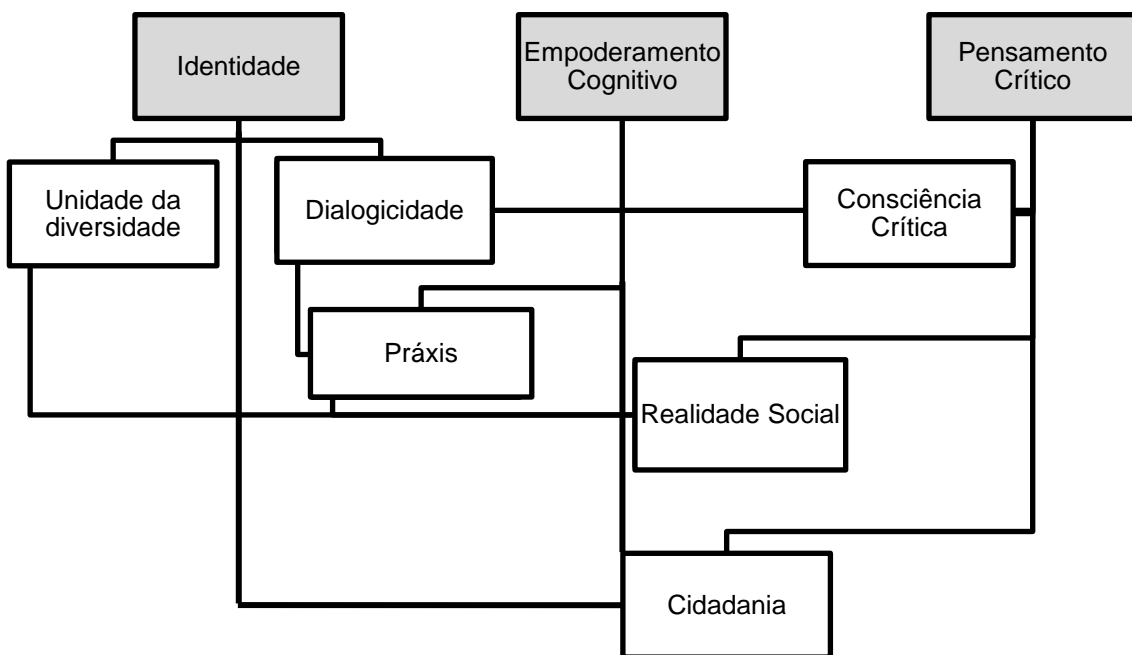 Identidade
Empoderamento
Cognitivo
Pensamento
Crítico
Unidade da
diversidade
Dialogicidade
Consciência
Crítica
Práxis
Realidade Social
Cidadania